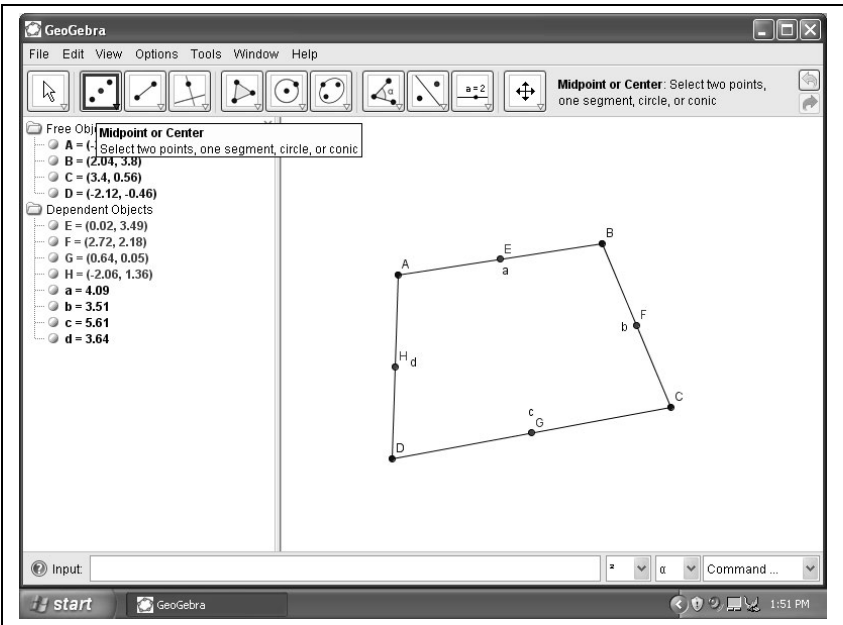 GeoGebra
File Edit View Options Tools Window Help
α a = 2 Midpoint or Center: Select two points,
one segment, circle, or conic
Free Obj
Midpoint or Center
Select two points, one segment, circle, or conic
A = (-
B = (2.04, 3.8)
C = (3.4, 0.56)
D = (-2.12, -0.46)
Dependent Objects
E = (0.02, 3.49)
F = (2.72, 2.18)
G = (0.64, 0.05)
H = (-2.06, 1.36)
a = 4.09
b = 3.51
c = 5.61
d = 3.64
B
E
A
a
F
b
H d
C
c
G
D
Input: ² α Command ...
start GeoGebra 1:51 PM